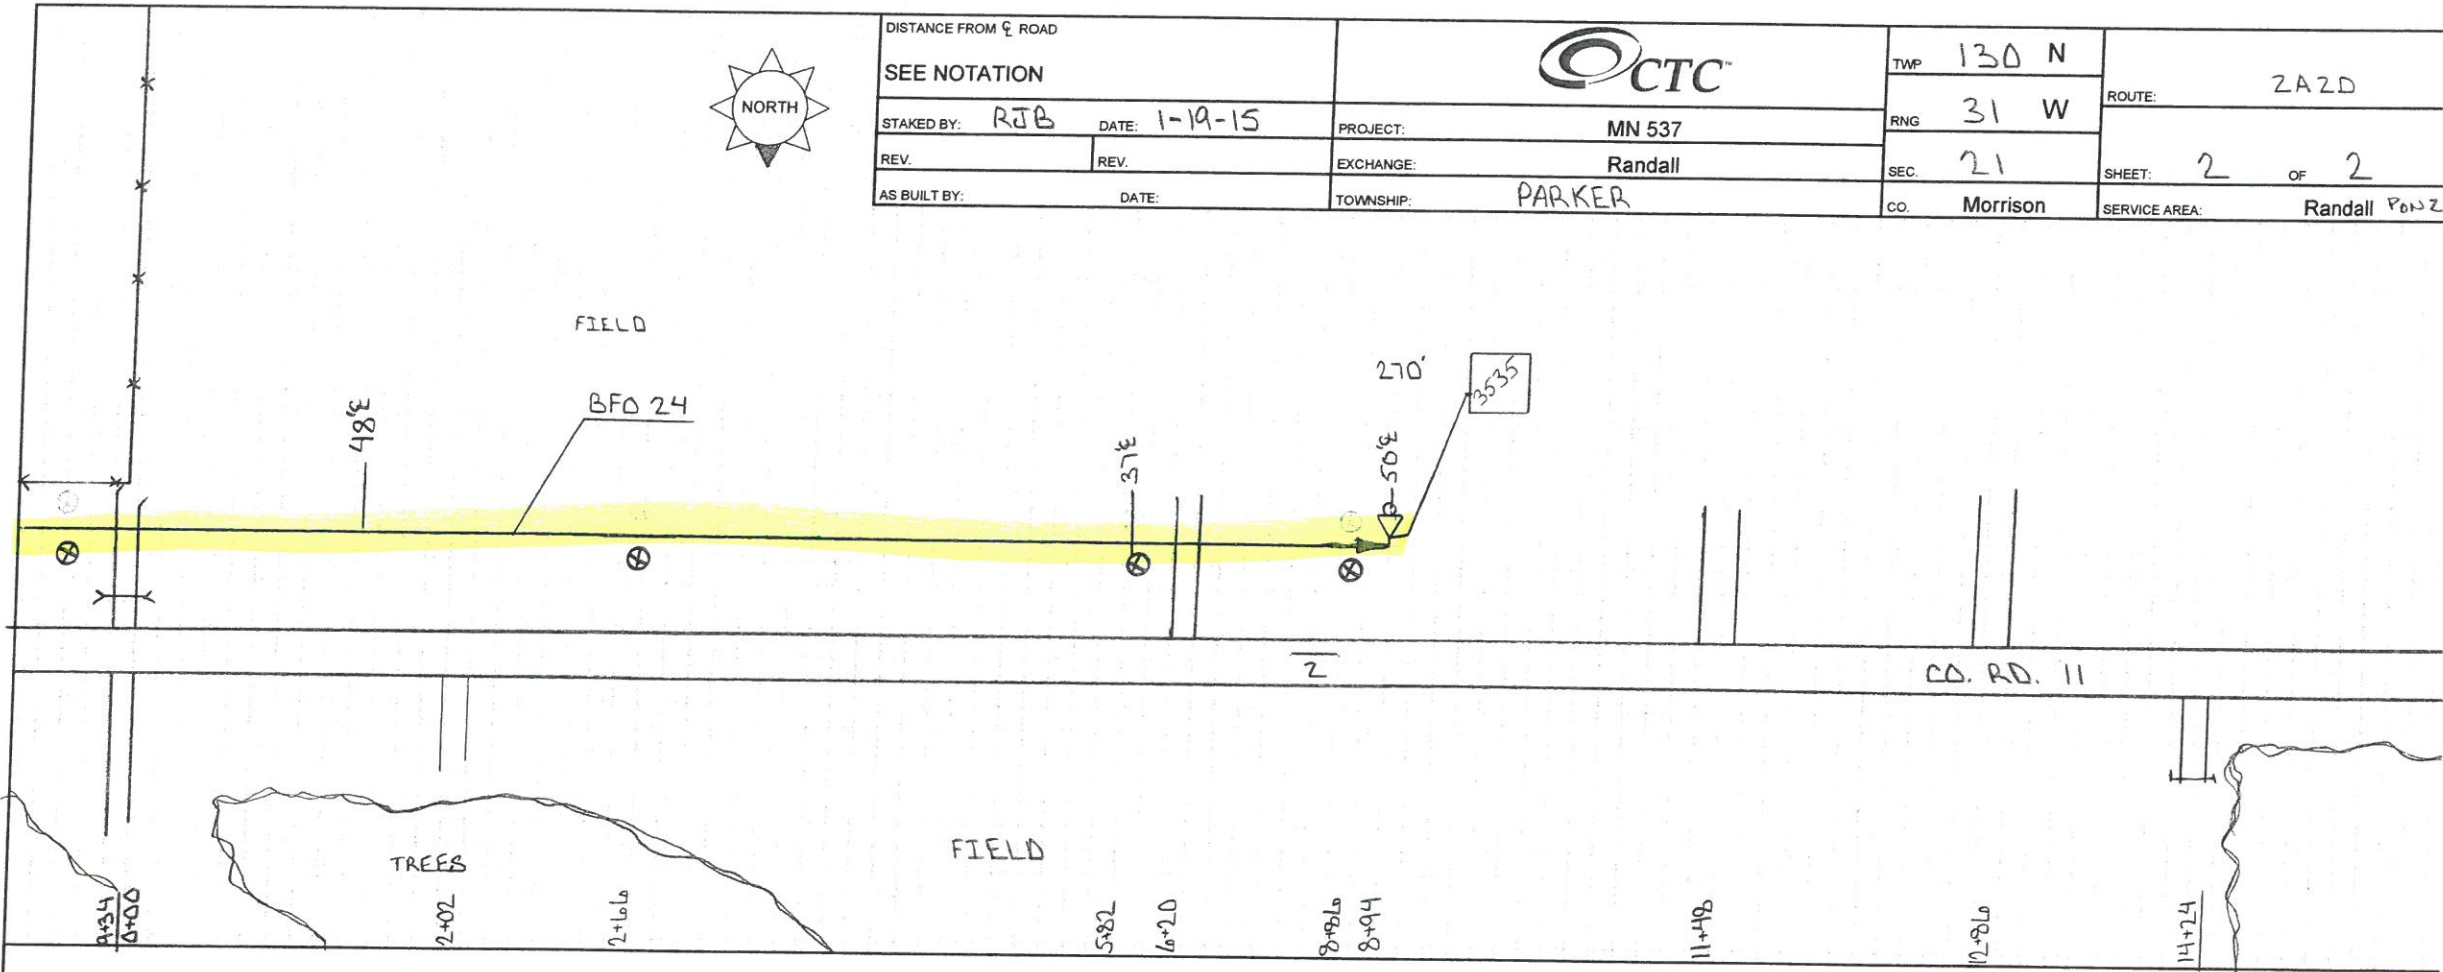 DISTANCE FROM ℄ ROAD
SEE NOTATION
STAKED BY: RJB DATE: 1-19-15
REV. REV.
AS BUILT BY: DATE:
CTC™
PROJECT: MN 537
EXCHANGE: Randall
TOWNSHIP: PARKER
TWP 130 N
RNG 31 W
SEC. 21
CO. Morrison
ROUTE: 2A2D
SHEET: 2 OF 2
SERVICE AREA: Randall PON2
NORTH
FIELD
270'
3535
BFO 24
48'℄
37'℄
50'℄
2
CO. RD. 11
TREES
FIELD
9+34
0+00
2+02
2+66
5+82
6+20
8+86
8+94
11+48
12+86
14+24